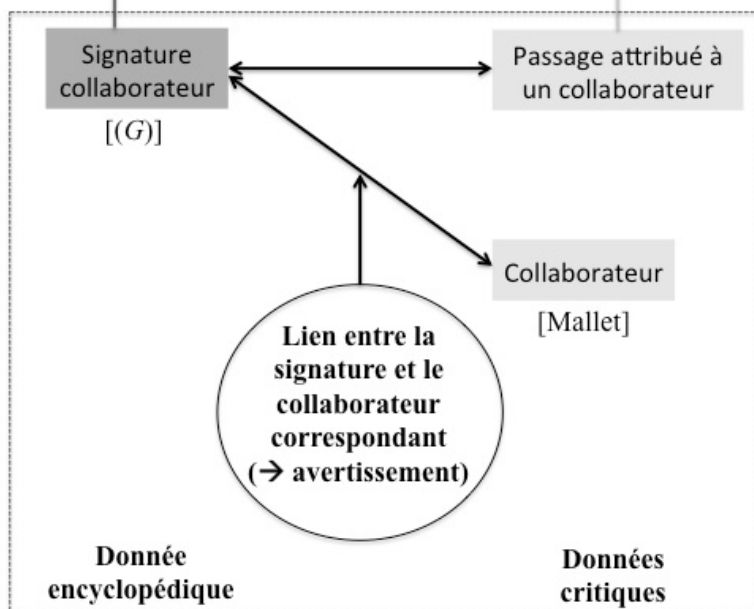 Signature
collaborateur
[(G)]
Passage attribué à
un collaborateur
Collaborateur
[Mallet]
Lien entre la
signature et le
collaborateur
correspondant
(→ avertissement)
Donnée
encyclopédique
Données
critiques